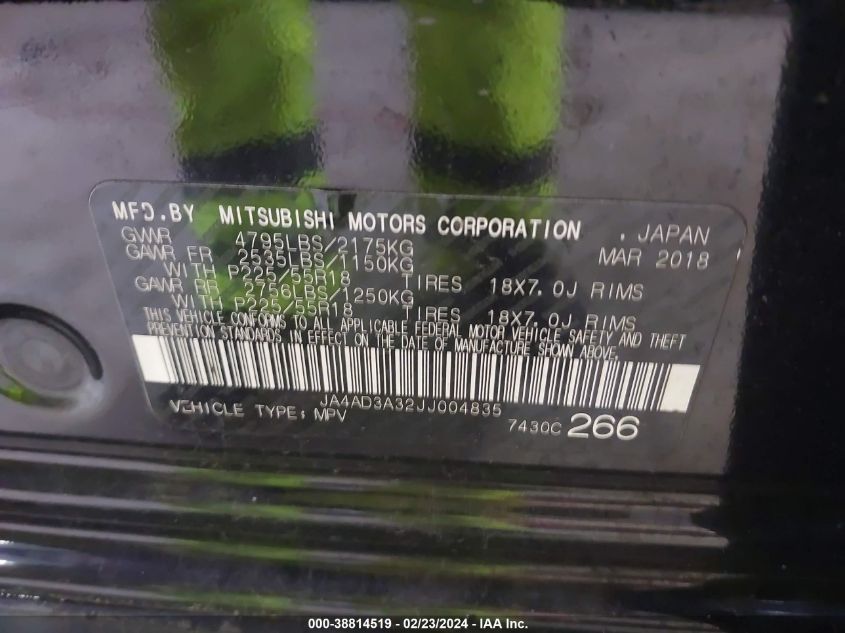 MFD.BY MITSUBISHI MOTORS CORPORATION . JAPAN
GVWR 4795LBS/2175KG MAR 2018
GAWR FR 2535LBS/1150KG
WITH P225/55R18 TIRES 18X7.0J RIMS
GAWR RR 2756LBS/1250KG
WITH P225/55R18 TIRES 18X7.0J RIMS
THIS VEHICLE CONFORMS TO ALL APPLICABLE FEDERAL MOTOR VEHICLE SAFETY AND THEFT
PREVENTION STANDARDS IN EFFECT ON THE DATE OF MANUFACTURE SHOWN ABOVE.
JA4AD3A32JJ004835
VEHICLE TYPE: MPV 7430C 266
000-38814519 - 02/23/2024 - IAA Inc.